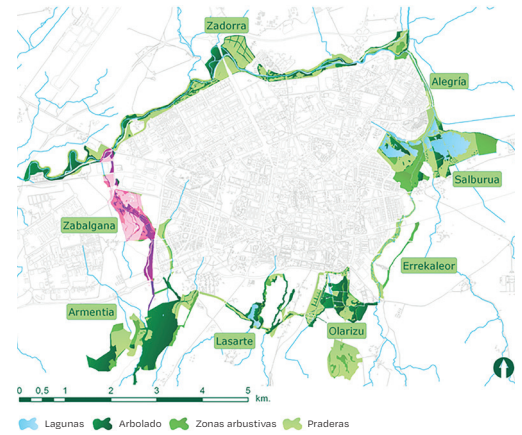 Zadorra
Alegría
Salburua
Zabalgana
Errekaleor
Armentia
Olarizu
Lasarte
0 0,5 1 2 3 4 5
km.
Lagunas Arbolado Zonas arbustivas Praderas